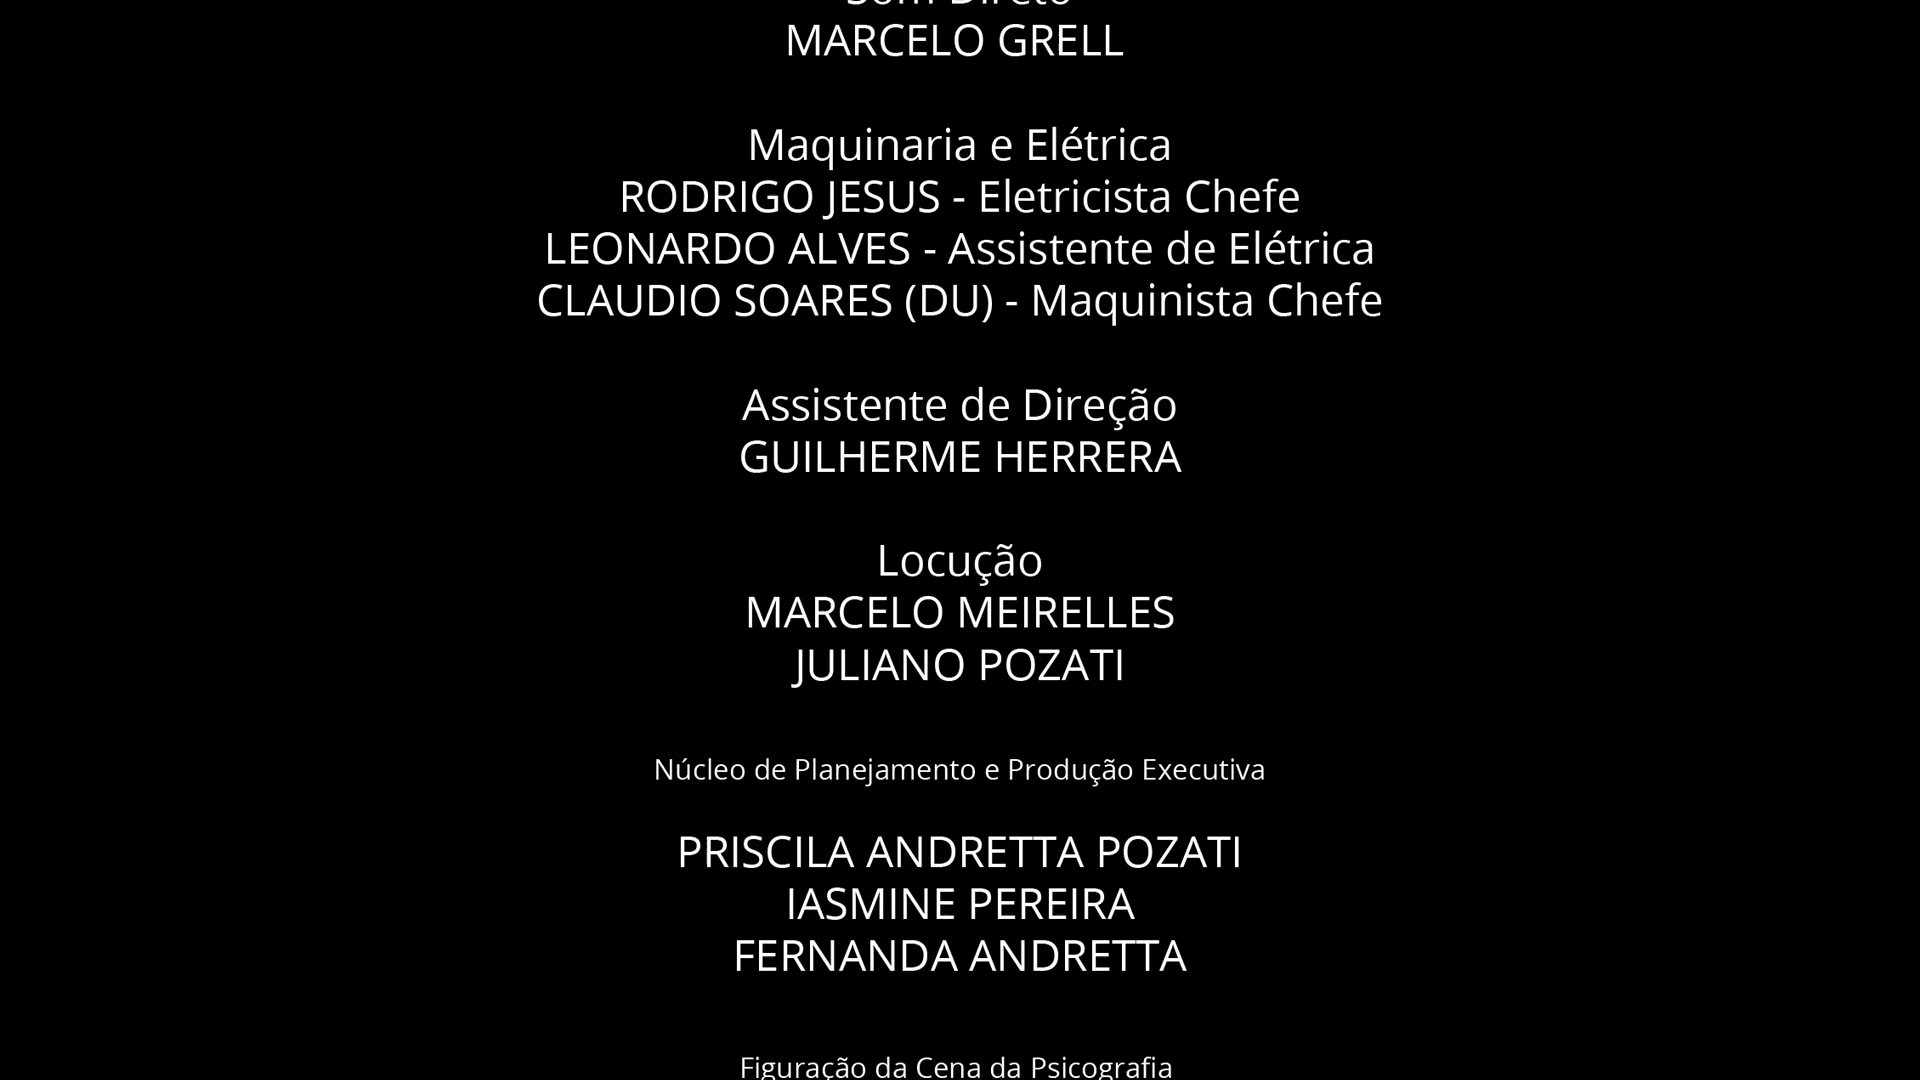 Som Direto
MARCELO GRELL
Maquinaria e Elétrica
RODRIGO JESUS - Eletricista Chefe
LEONARDO ALVES - Assistente de Elétrica
CLAUDIO SOARES (DU) - Maquinista Chefe
Assistente de Direção
GUILHERME HERRERA
Locução
MARCELO MEIRELLES
JULIANO POZATI
Núcleo de Planejamento e Produção Executiva
PRISCILA ANDRETTA POZATI
IASMINE PEREIRA
FERNANDA ANDRETTA
Figuração da Cena da Psicografia